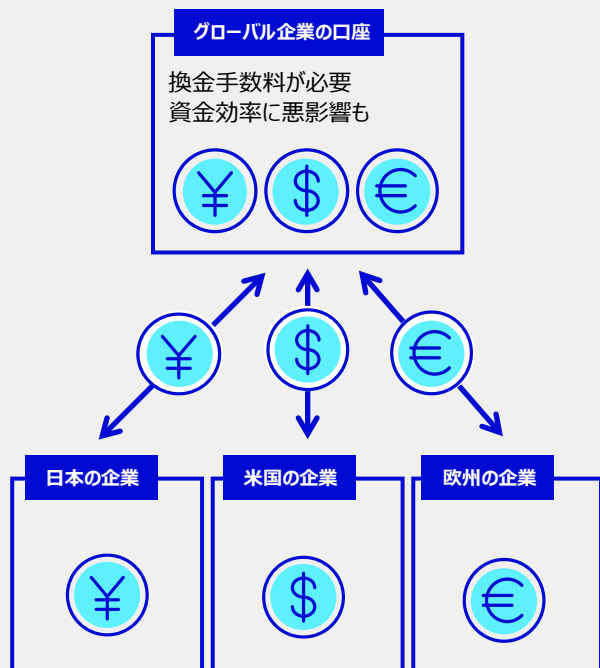 グローバル企業の口座
換金手数料が必要
資金効率に悪影響も
¥ $ €
¥ $ €
日本の企業 米国の企業 欧州の企業
¥ $ €